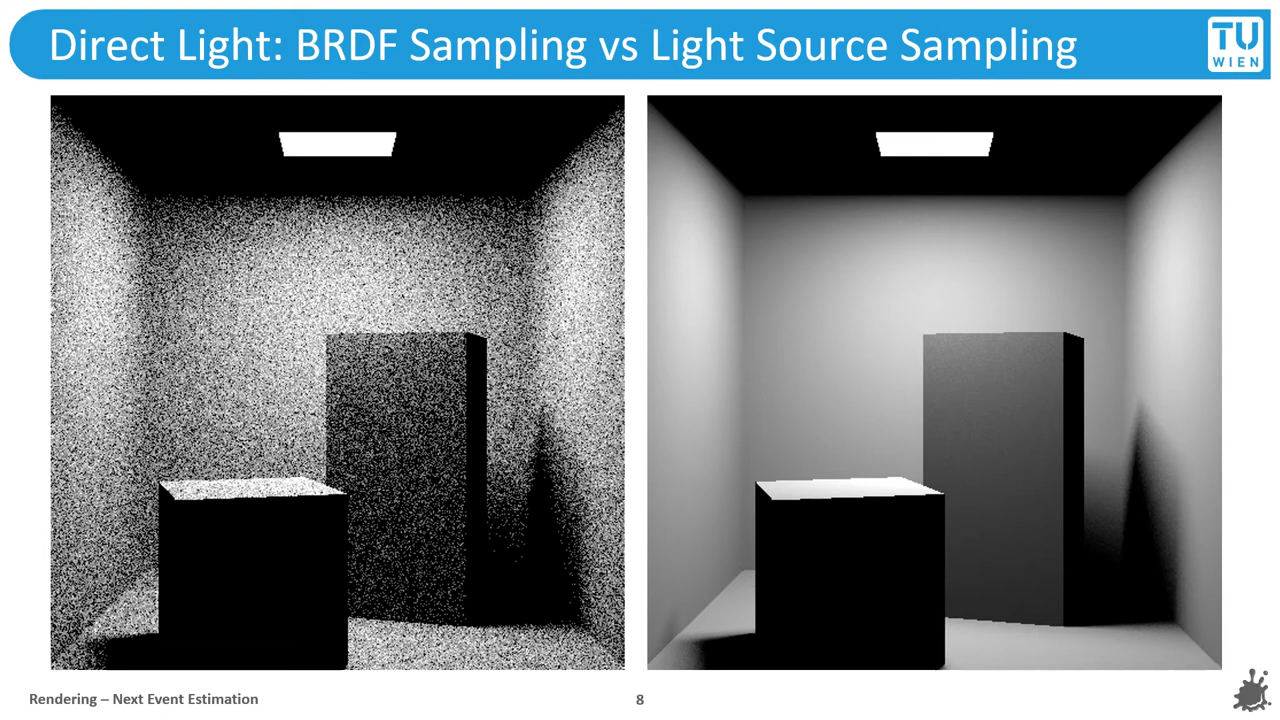 Direct Light: BRDF Sampling vs Light Source Sampling
TU
WIEN
Rendering – Next Event Estimation
8